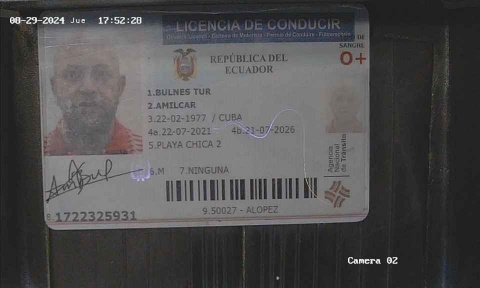 08-29-2024 Jue 17:52:28
LICENCIA DE CONDUCIR
REPÚBLICA DEL
ECUADOR
DE
SANGRE
O+
1.BULNES TUR
2.AMILCAR
3.22-02-1977 / CUBA
4a.22-07-2021 4b.21-07-2026
5.PLAYA CHICA 2
6.M 7.NINGUNA
Agencia
Nacional
de Tránsito
1722325931
9.50027 - ALOPEZ
Camera 02